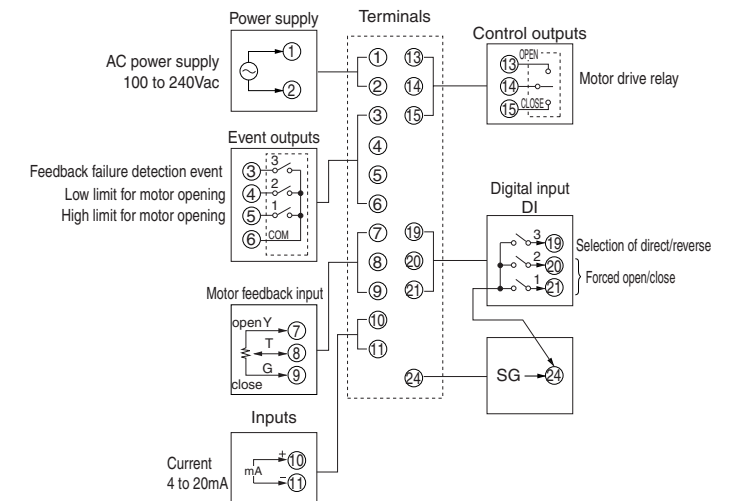 Power supply
AC power supply
100 to 240Vac
1
2
Event outputs
Feedback failure detection event
Low limit for motor opening
High limit for motor opening
3 3
4 2
5 1
6 COM
Motor feedback input
open Y 7
T 8
G 9
close
Inputs
Current
4 to 20mA
mA
+ 10
− 11
Terminals
1 13
2 14
3 15
4
5
6
7 19
8 20
9 21
10
11
24
Control outputs
13 OPEN
14
15 CLOSE
Motor drive relay
Digital input
DI
3 19
2 20
1 21
Selection of direct/reverse
Forced open/close
SG 24